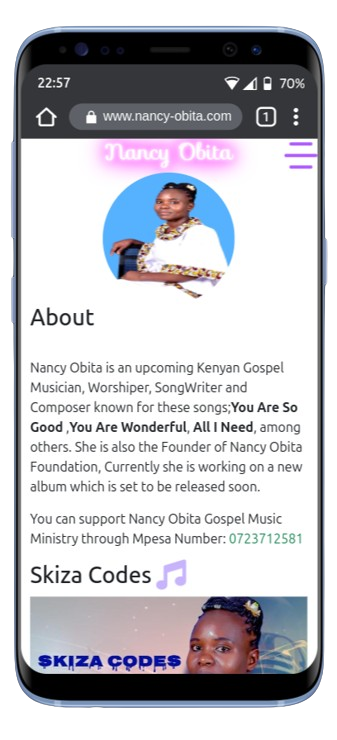 22:57
70%
www.nancy-obita.com
1
Nancy Obita
About
Nancy Obita is an upcoming Kenyan Gospel
Musician, Worshiper, SongWriter and
Composer known for these songs;You Are So
Good ,You Are Wonderful, All I Need, among
others. She is also the Founder of Nancy Obita
Foundation, Currently she is working on a new
album which is set to be released soon.
You can support Nancy Obita Gospel Music
Ministry through Mpesa Number: 0723712581
Skiza Codes
SKIZA CODES